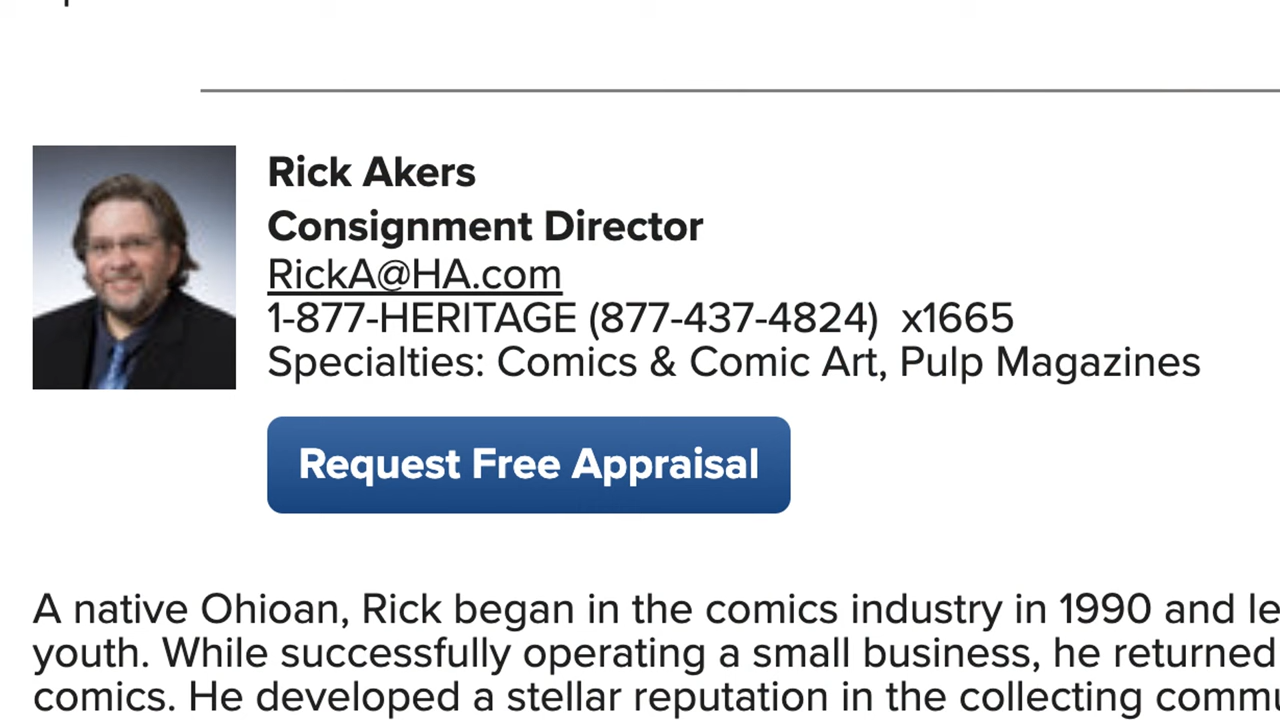 Rick Akers
Consignment Director
RickA@HA.com
1-877-HERITAGE (877-437-4824)  x1665
Specialties: Comics & Comic Art, Pulp Magazines
Request Free Appraisal
A native Ohioan, Rick began in the comics industry in 1990 and
youth. While successfully operating a small business, he returned
comics. He developed a stellar reputation in the collecting